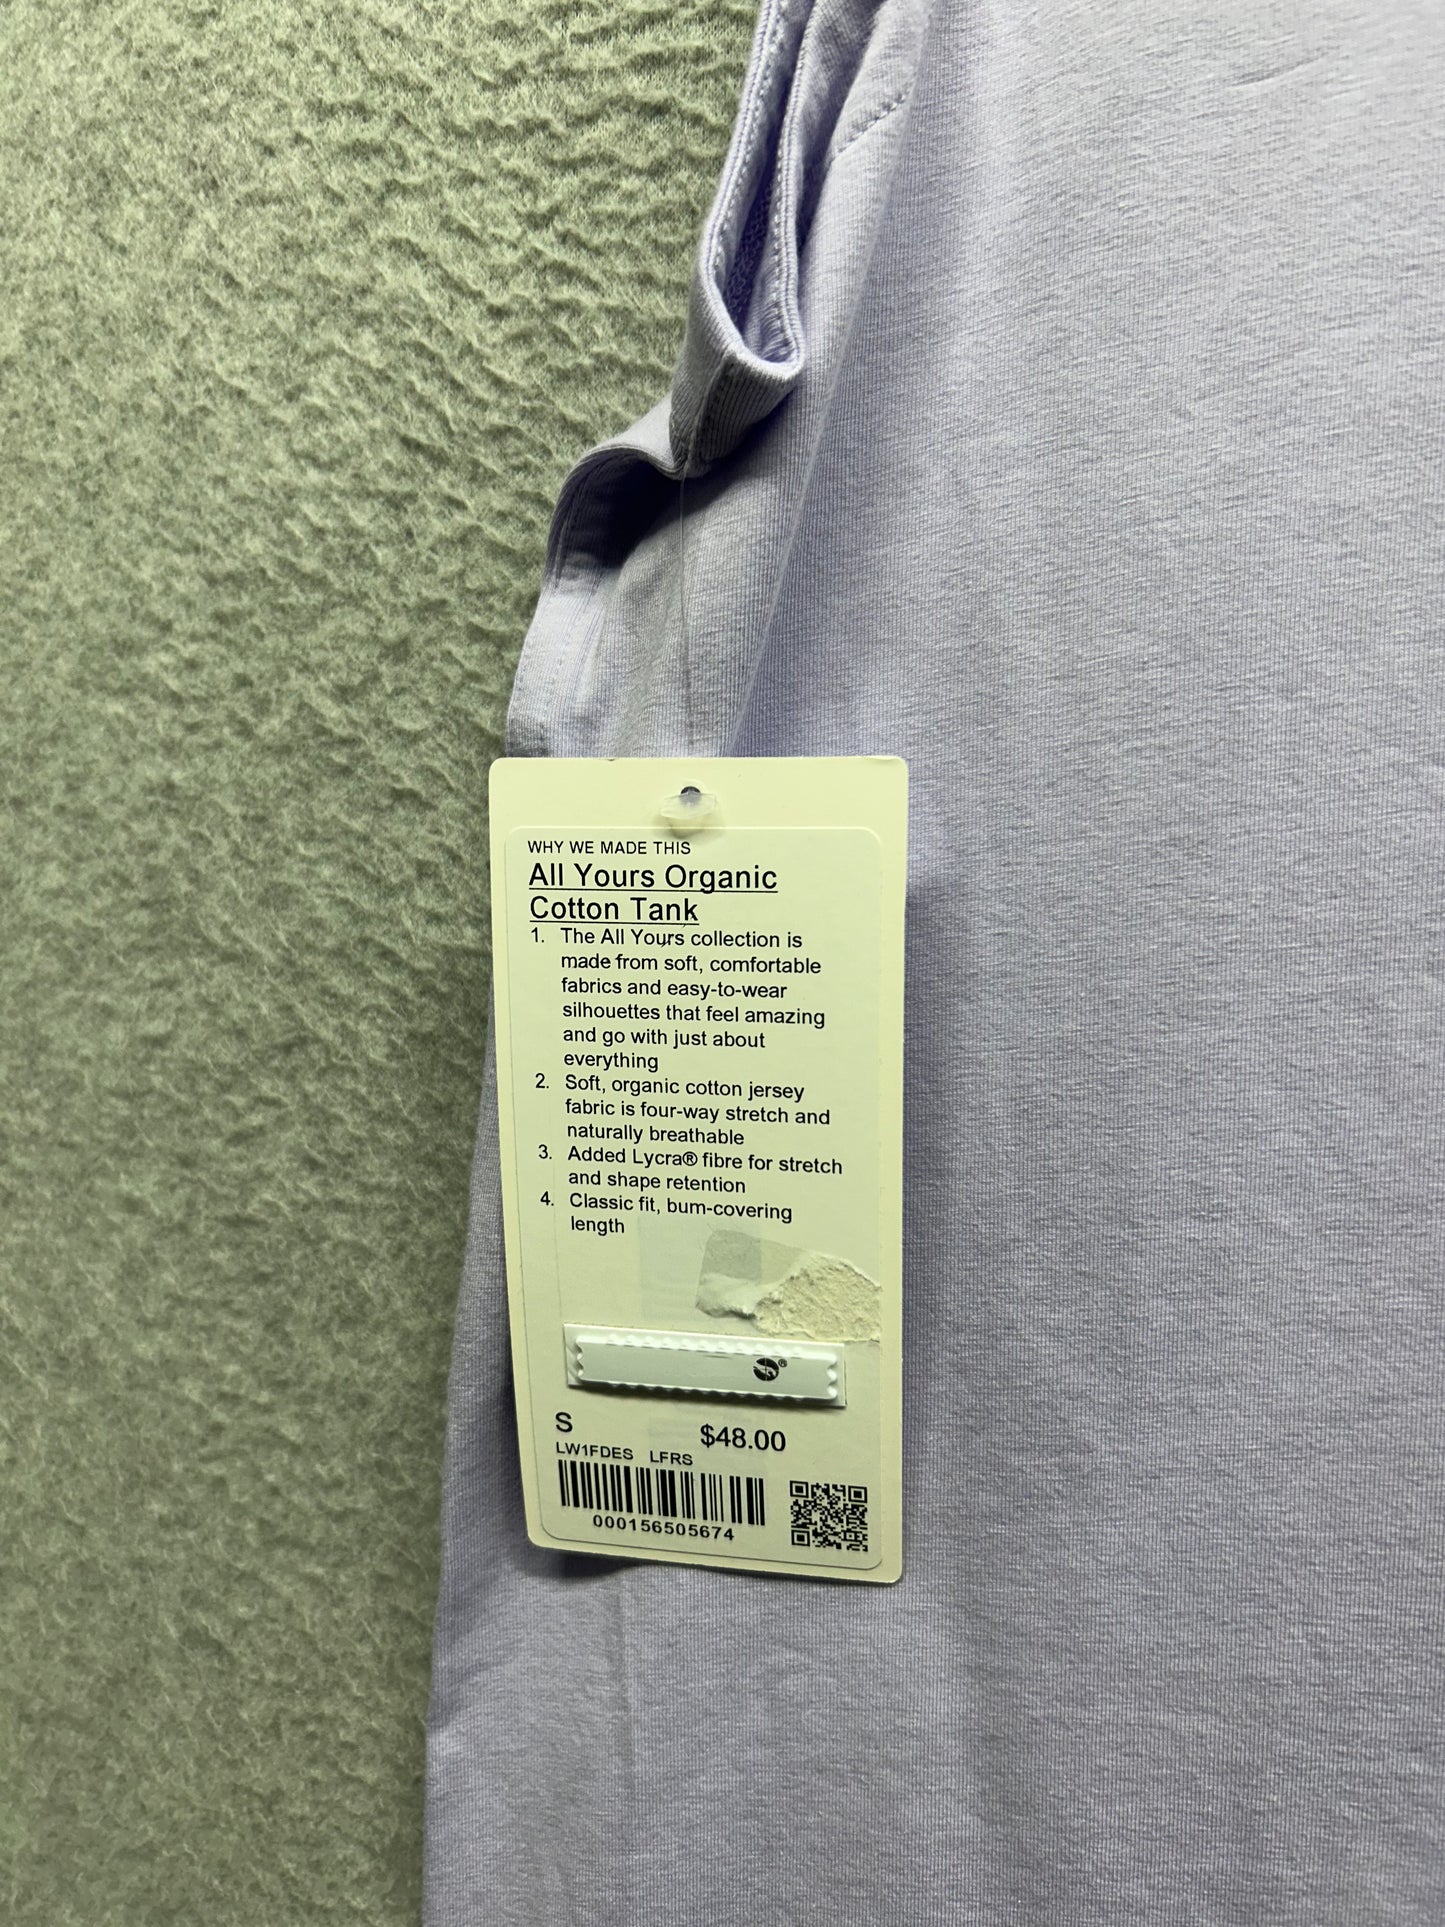 WHY WE MADE THIS
All Yours Organic
Cotton Tank
1. The All Yours collection is
made from soft, comfortable
fabrics and easy-to-wear
silhouettes that feel amazing
and go with just about
everything
2. Soft, organic cotton jersey
fabric is four-way stretch and
naturally breathable
3. Added Lycra® fibre for stretch
and shape retention
4. Classic fit, bum-covering
length
®
S $48.00
LW1FDES LFRS
000156505674